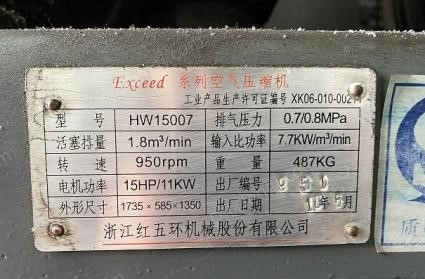 Exceed 系列空气压缩机
工业产品生产许可证编号 XK06-010-00211
型号 HW15007 排气压力 0.7/0.8MPa
活塞排量 1.8m³/min 输入比功率 7.7KW/m³/min
转速 950rpm 重量 487KG
电机功率 15HP/11KW 出厂编号
外形尺寸 1735×585×1350 出厂日期
浙江红五环机械股份有限公司
质